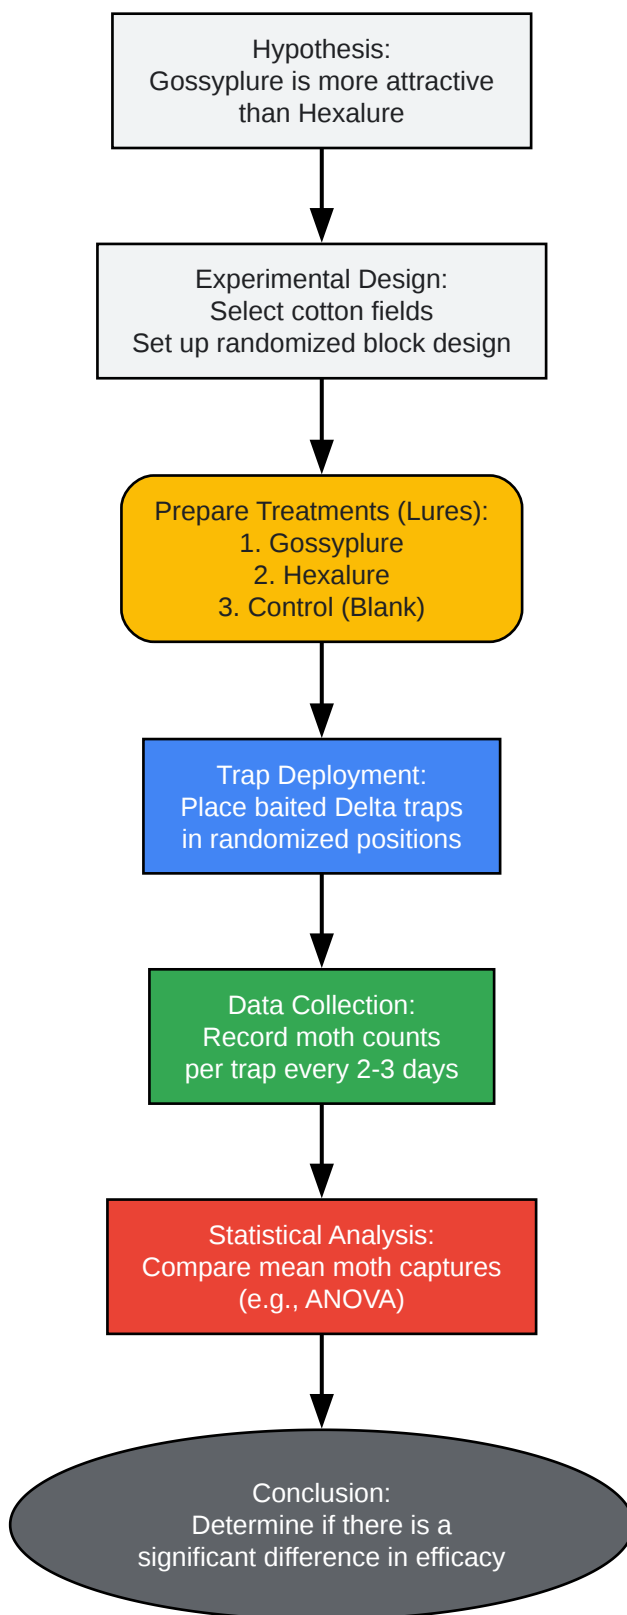 Hypothesis:
Gossyplure is more attractive
than Hexalure
Experimental Design:
Select cotton fields
Set up randomized block design
Prepare Treatments (Lures):
1. Gossyplure
2. Hexalure
3. Control (Blank)
Trap Deployment:
Place baited Delta traps
in randomized positions
Data Collection:
Record moth counts
per trap every 2-3 days
Statistical Analysis:
Compare mean moth captures
(e.g., ANOVA)
Conclusion:
Determine if there is a
significant difference in efficacy